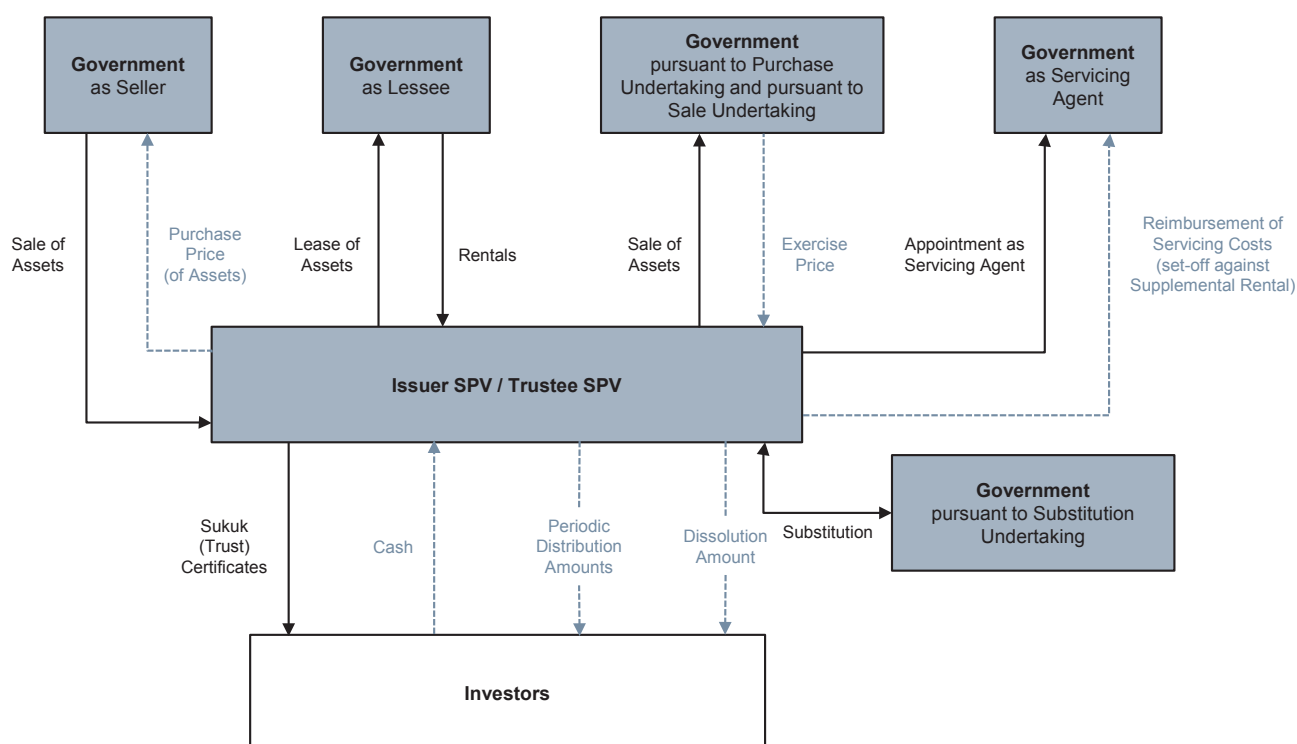 Government
as Seller
Government
as Lessee
Government
pursuant to Purchase
Undertaking and pursuant to
Sale Undertaking
Government
as Servicing
Agent
Sale of
Assets
Purchase
Price
(of Assets)
Lease of
Assets
Rentals
Sale of
Assets
Exercise
Price
Appointment as
Servicing Agent
Reimbursement of
Servicing Costs
(set-off against
Supplemental Rental)
Issuer SPV / Trustee SPV
Sukuk
(Trust)
Certificates
Cash
Periodic
Distribution
Amounts
Dissolution
Amount
Substitution
Government
pursuant to Substitution
Undertaking
Investors